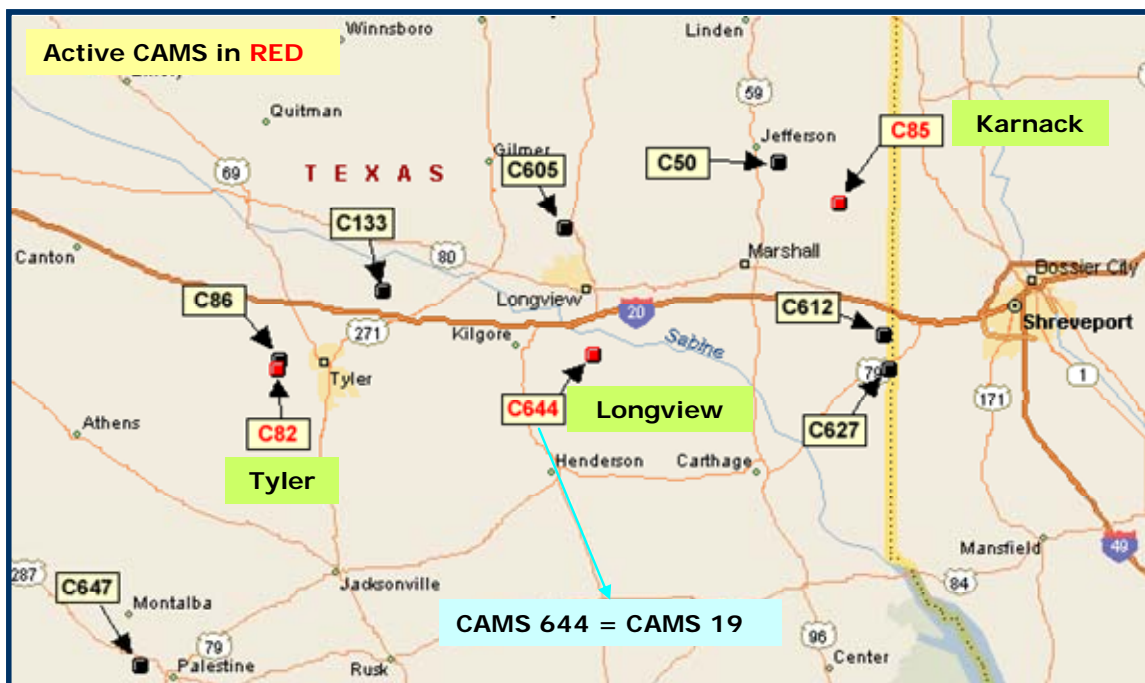 Winnsboro
Linden
Active CAMS in RED
59
Quitman
C85
Karnack
Jefferson
Gilmer
C50
C605
69
TEXAS
C133
80
Marshall
Canton
Bossier City
C86
Longview
20
C612
Shreveport
271
Kilgore
Sabine
Tyler
79
1
C644
Longview
171
Athens
C82
C627
Henderson
Carthage
Tyler
49
Mansfield
287
Jacksonville
84
C647
Montalba
CAMS 644 = CAMS 19
79
96
Palestine
Rusk
Center